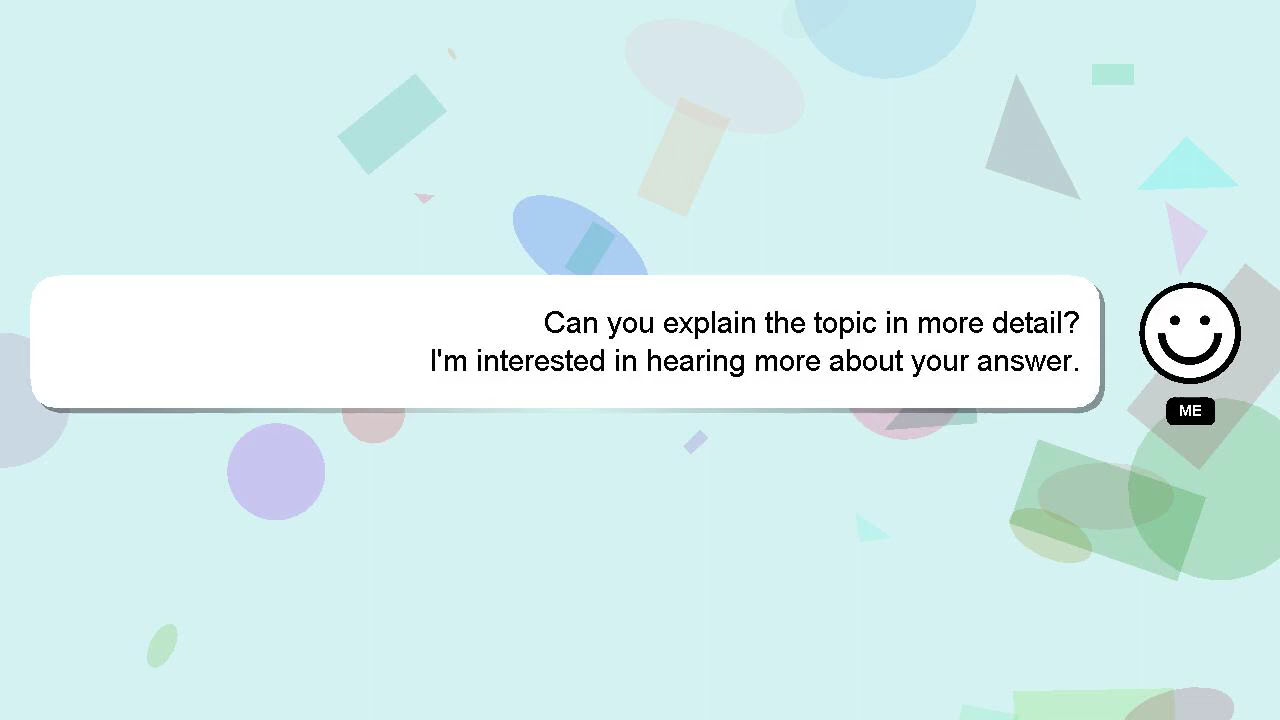 Can you explain the topic in more detail?
I'm interested in hearing more about your answer.
ME